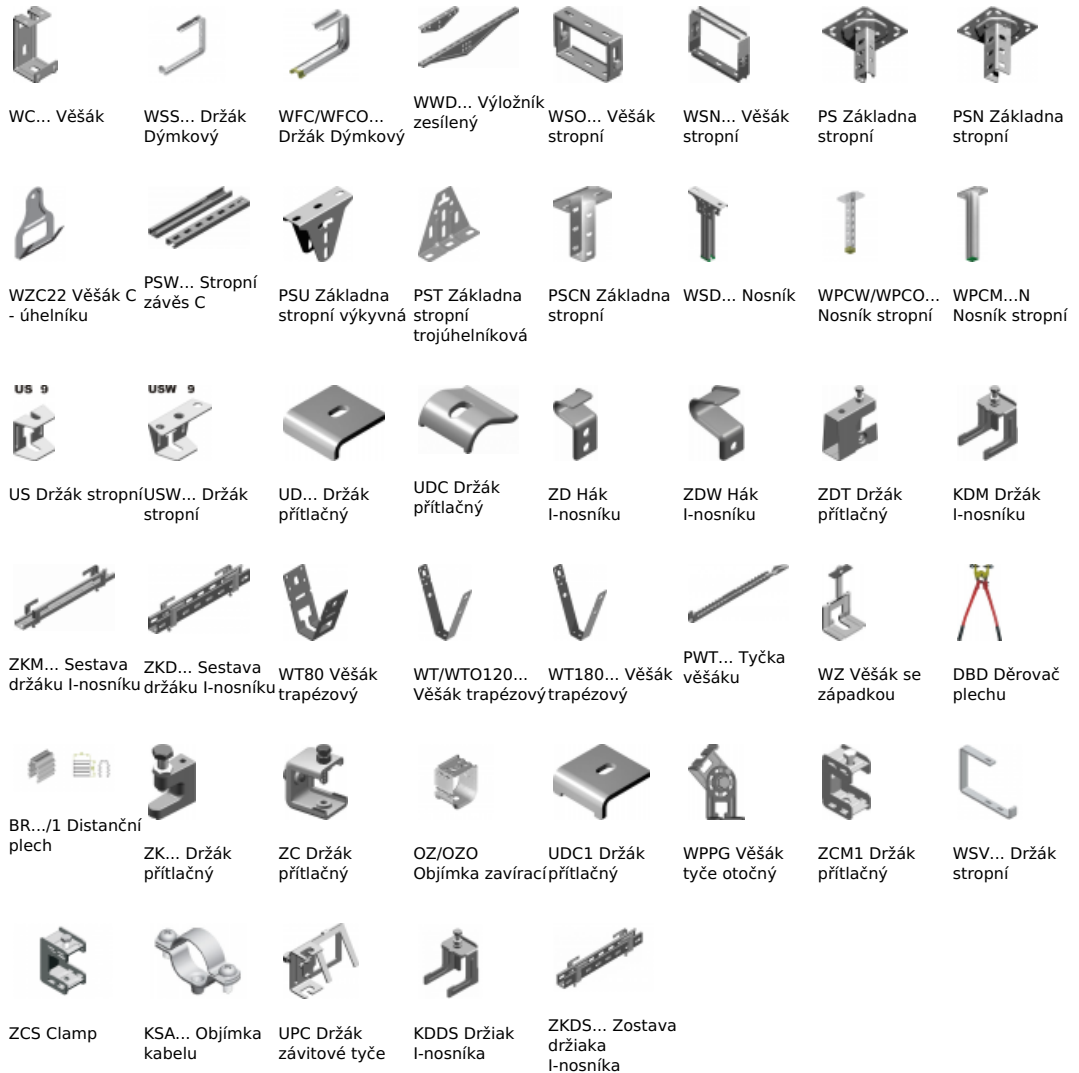 WC... Věšák
WSS... Držák
Dýmkový
WFC/WFCO...
Držák Dýmkový
WWD... Výložník
zesílený
WSO... Věšák
stropní
WSN... Věšák
stropní
PS Základna
stropní
PSN Základna
stropní
WZC22 Věšák C
- úhelníku
PSW... Stropní
závěs C
PSU Základna
stropní výkyvná
PST Základna
stropní
trojúhelníková
PSCN Základna
stropní
WSD... Nosník
WPCW/WPCO...
Nosník stropní
WPCM...N
Nosník stropní
US 9
USW 9
US Držák stropní
USW... Držák
stropní
UD... Držák
přítlačný
UDC Držák
přítlačný
ZD Hák
I-nosníku
ZDW Hák
I-nosníku
ZDT Držák
přítlačný
KDM Držák
I-nosníku
ZKM... Sestava
držáku I-nosníku
ZKD... Sestava
držáku I-nosníku
WT80 Věšák
trapézový
WT/WTO120...
Věšák trapézový
WT180... Věšák
trapézový
PWT... Tyčka
věšáku
WZ Věšák se
západkou
DBD Děrovač
plechu
BR.../1 Distanční
plech
ZK... Držák
přítlačný
ZC Držák
přítlačný
OZ/OZO
Objímka zavírací
UDC1 Držák
přítlačný
WPPG Věšák
tyče otočný
ZCM1 Držák
přítlačný
WSV... Držák
stropní
ZCS Clamp
KSA... Objímka
kabelu
UPC Držák
závitové tyče
KDDS Držiak
I-nosníka
ZKDS... Zostava
držiaka
I-nosníka